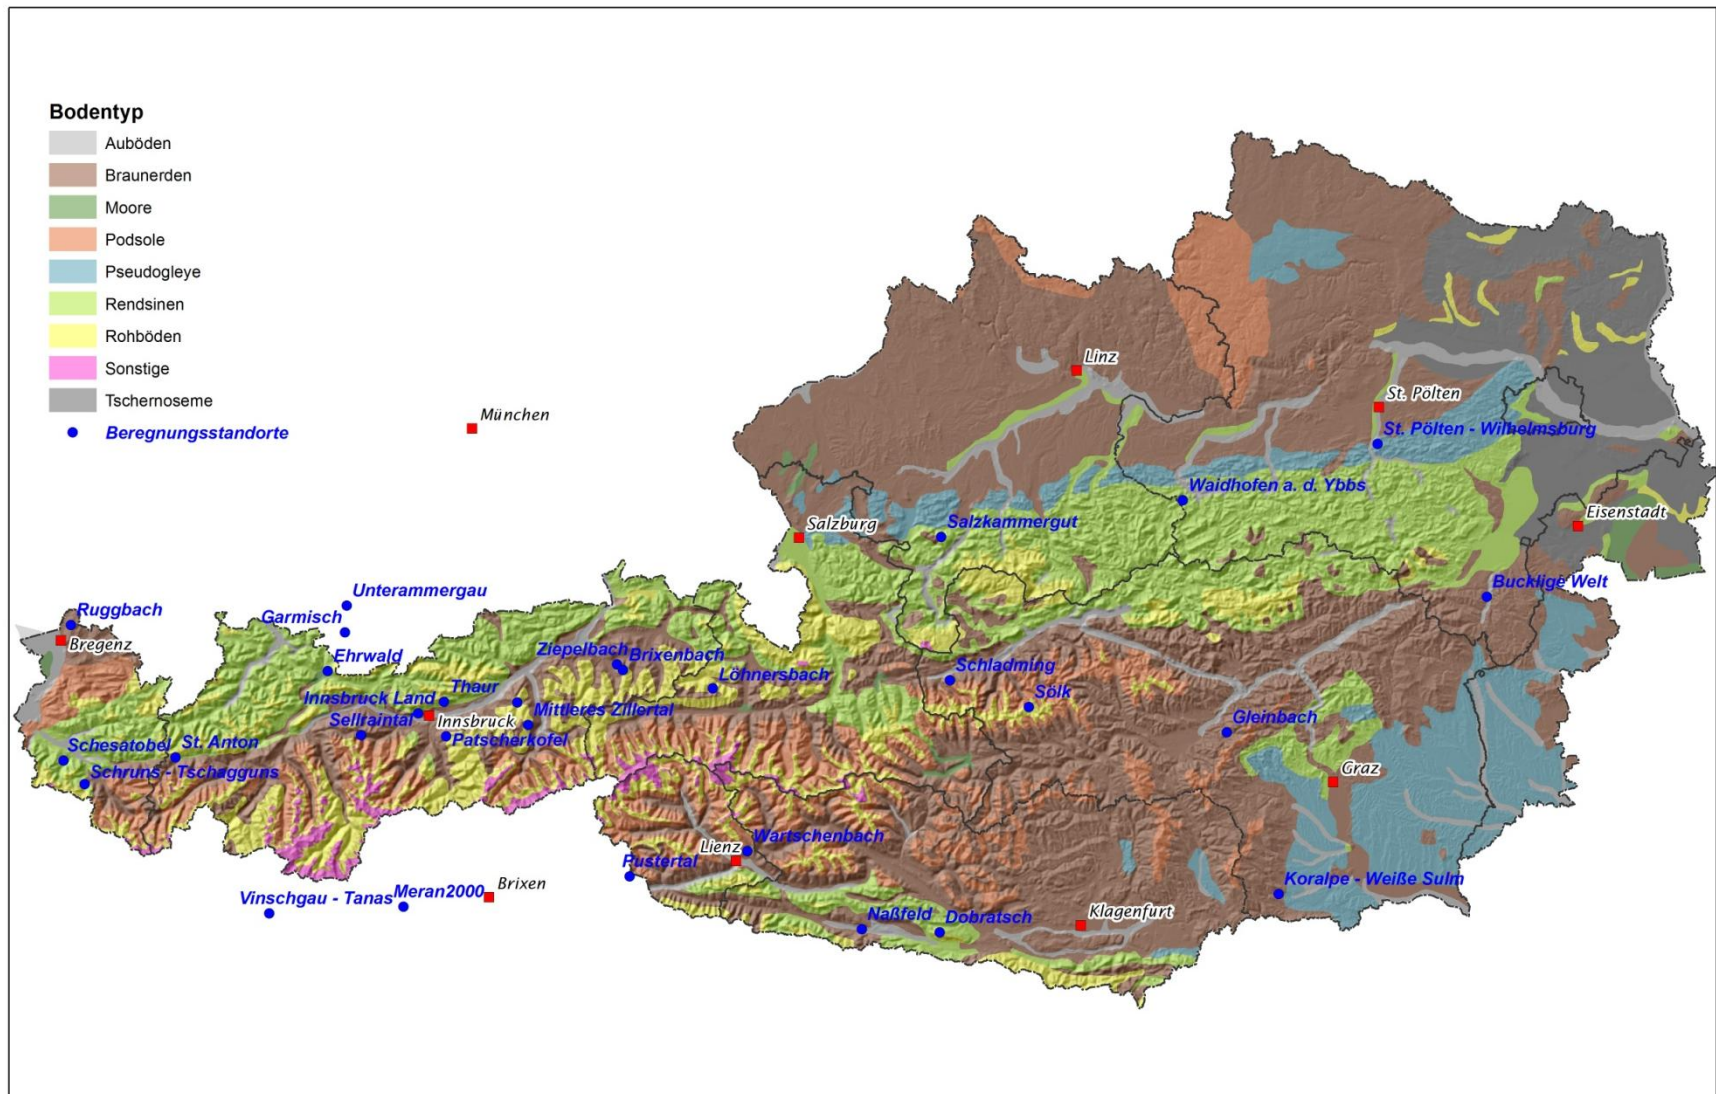 Bodentyp
Auböden
Braunerden
Moore
Podsole
Pseudogleye
Rendsinen
Rohböden
Sonstige
Tschernoseme
Beregnungsstandorte
Linz
St. Pölten
München
St. Pölten - Wilhelmsburg
Waidhofen a. d. Ybbs
Eisenstadt
Salzburg
Salzkammergut
Bucklige Welt
Unterammergau
Ruggbach
Garmisch
Bregenz
Ehrwald
Ziepelbach
Brixenbach
Löhnersbach
Schladming
Sölk
Innsbruck Land
Thaur
Mittleres Zillertal
Sellraintal
Innsbruck
Patscherkofel
Gleinbach
Schesatobel
St. Anton
Schruns - Tschagguns
Graz
Wartschenbach
Lienz
Pustertal
Brixen
Meran2000
Vinschgau - Tanas
Koralpe - Weiße Sulm
Klagenfurt
Naßfeld
Dobratsch